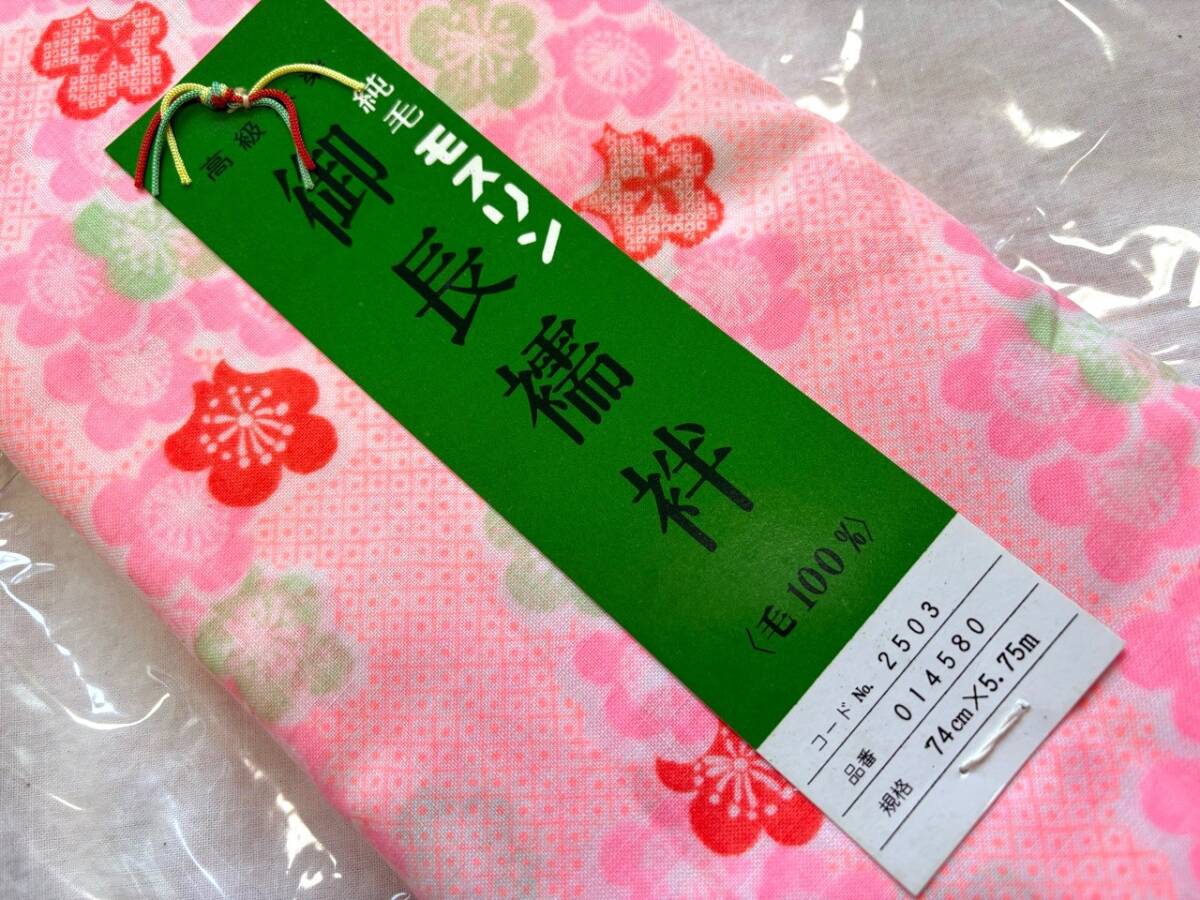 純毛
モスリン
高級
御長襦袢
〈毛100%〉
コードNo. 2503
品番 014580
規格 74cm×5.75m